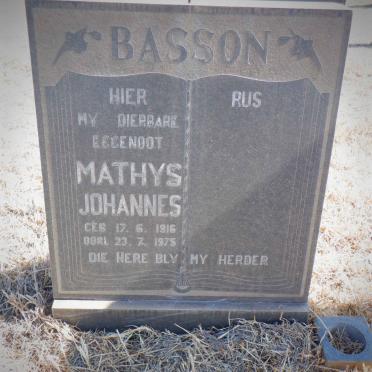 BASSON
HIER RUS
MY DIERBARE
EGGENOOT
MATHYS
JOHANNES
GEB 17. 6. 1916
OORL 23. 7. 1975
DIE HERE BLY MY HERDER